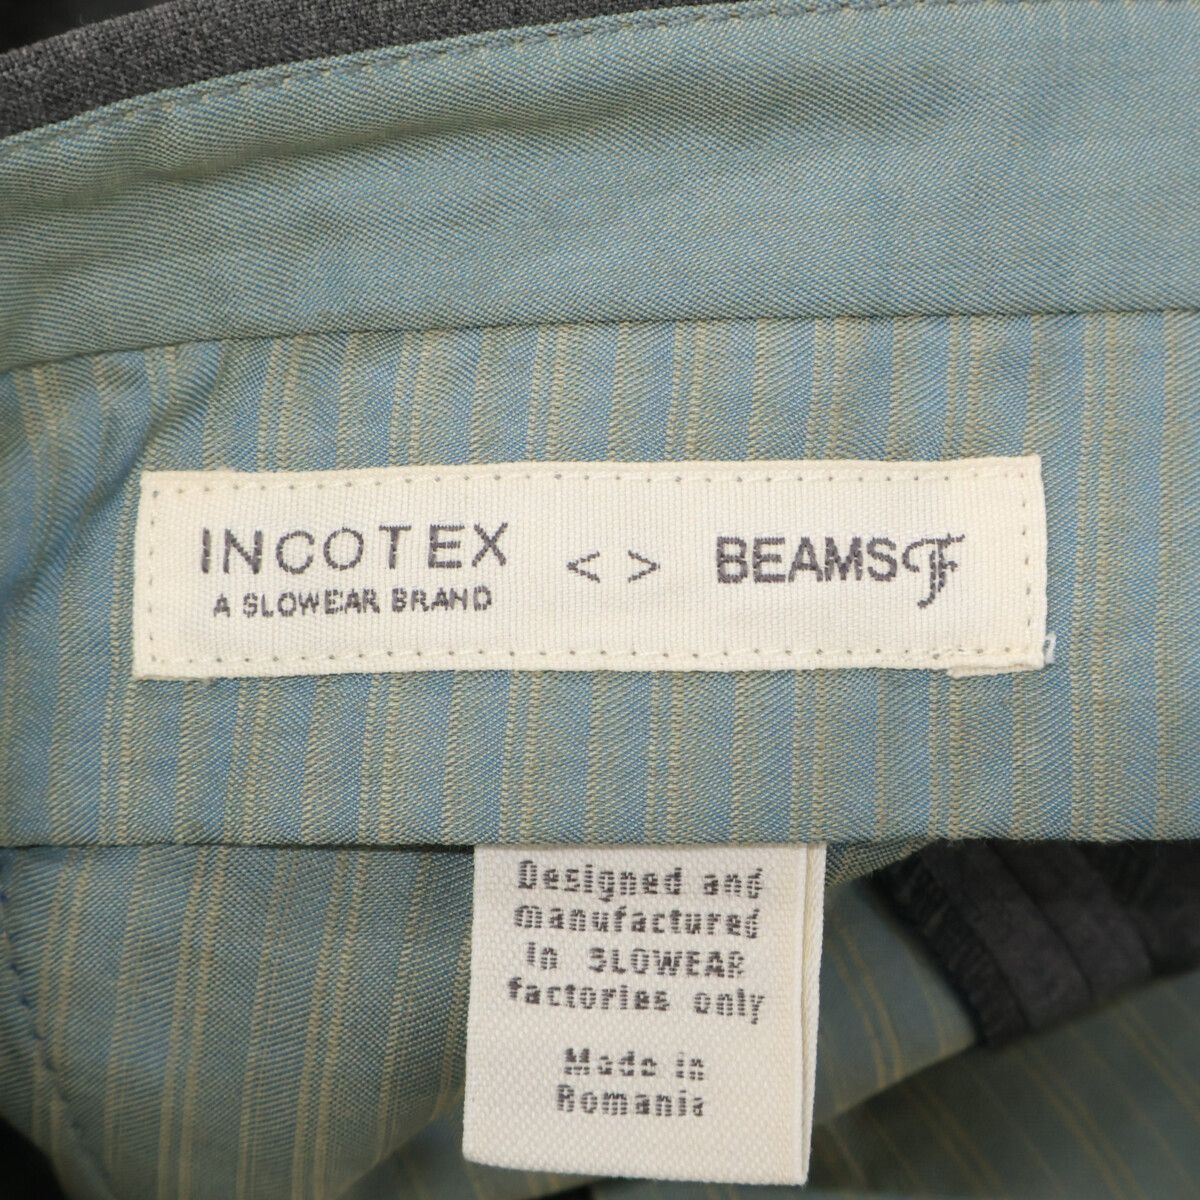 INCOTEX < > BEAMS F
A SLOWEAR BRAND
Designed and
manufactured
in SLOWEAR
factories only
Made in
Romania